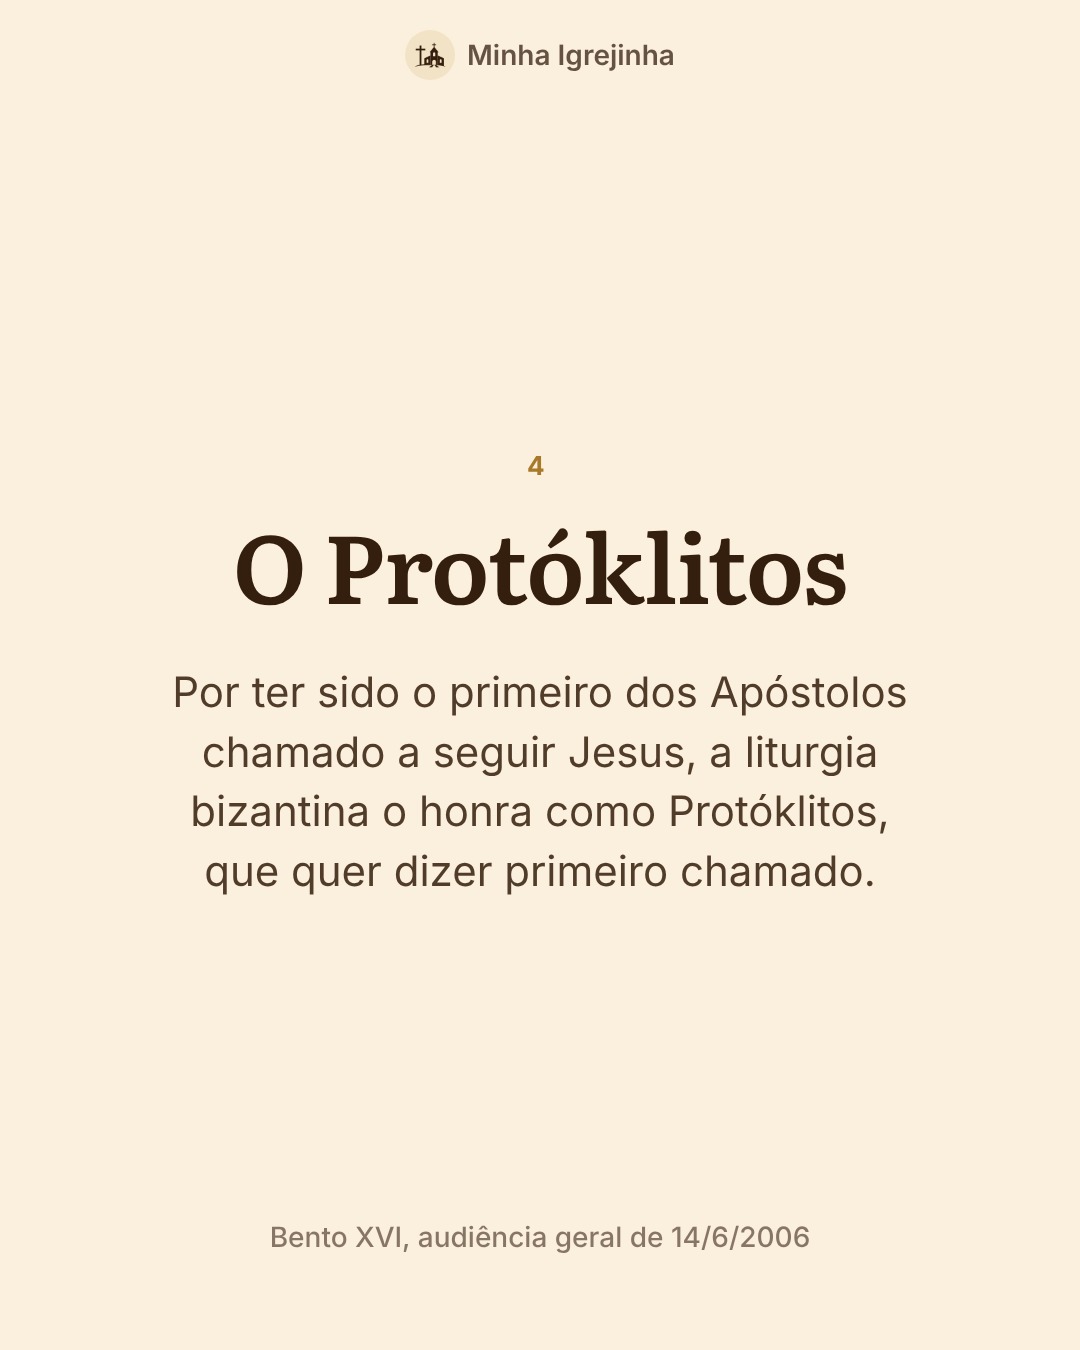 Minha Igrejinha
4
O Protóklitos
Por ter sido o primeiro dos Apóstolos
chamado a seguir Jesus, a liturgia
bizantina o honra como Protóklitos,
que quer dizer primeiro chamado.
Bento XVI, audiência geral de 14/6/2006